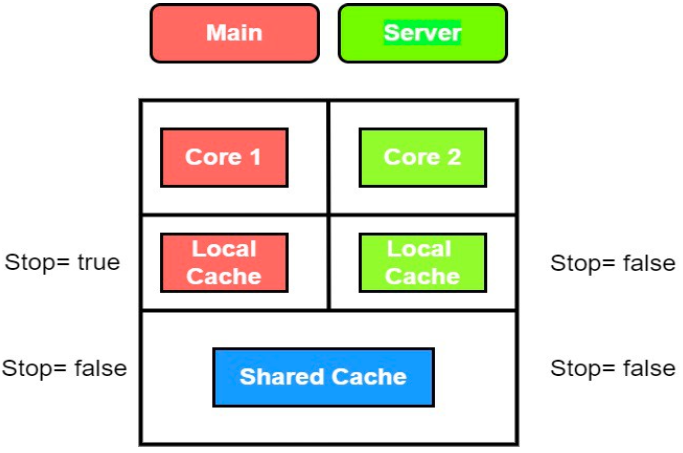 Main
Server
Core 1
Core 2
Stop= true
Local
Cache
Local
Cache
Stop= false
Stop= false
Shared Cache
Stop= false